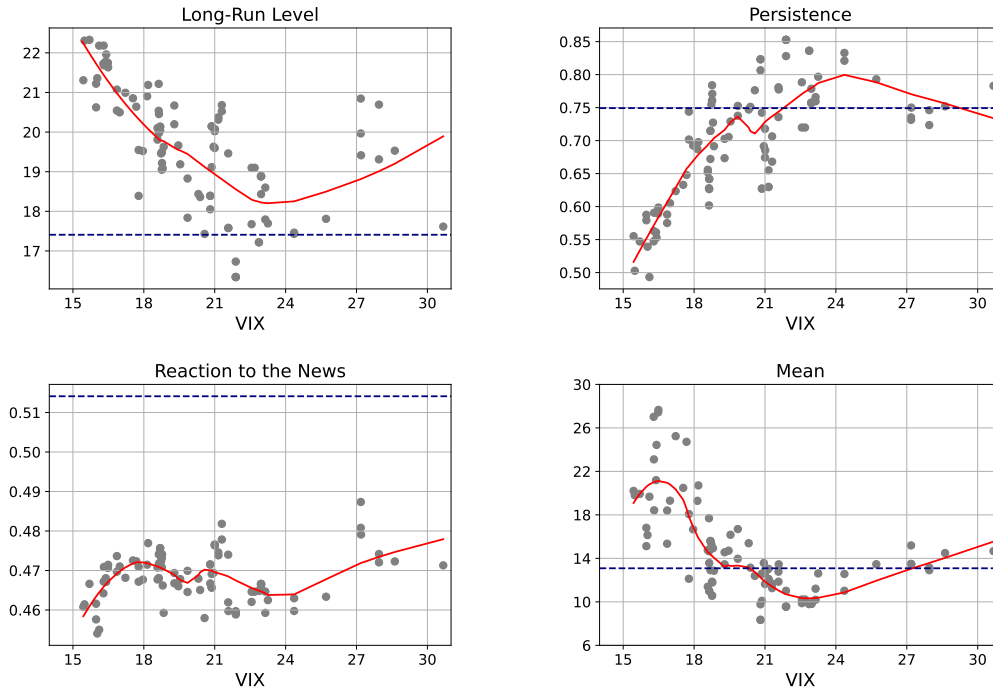 Long-Run Level
22
21
20
19
18
17
15 18 21 24 27 30
VIX
Persistence
0.85
0.80
0.75
0.70
0.65
0.60
0.55
0.50
15 18 21 24 27 30
VIX
Reaction to the News
0.51
0.50
0.49
0.48
0.47
0.46
15 18 21 24 27 30
VIX
Mean
30
26
22
18
14
10
6
15 18 21 24 27 30
VIX